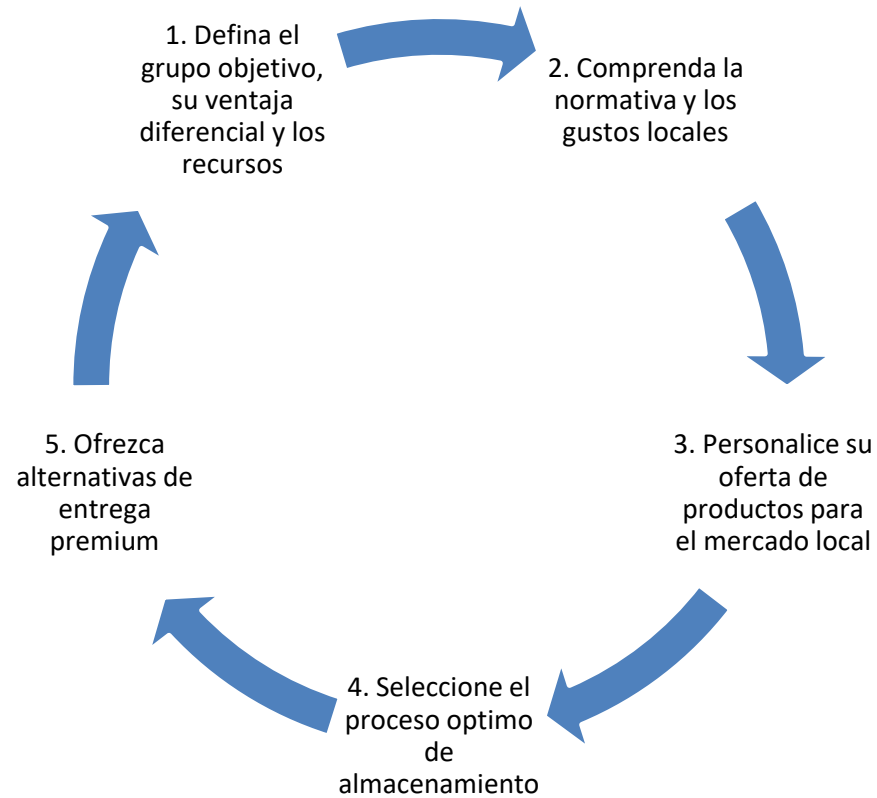 1. Defina el
grupo objetivo,
su ventaja
diferencial y los
recursos
2. Comprenda la
normativa y los
gustos locales
3. Personalice su
oferta de
productos para
el mercado local
4. Seleccione el
proceso optimo
de
almacenamiento
5. Ofrezca
alternativas de
entrega
premium